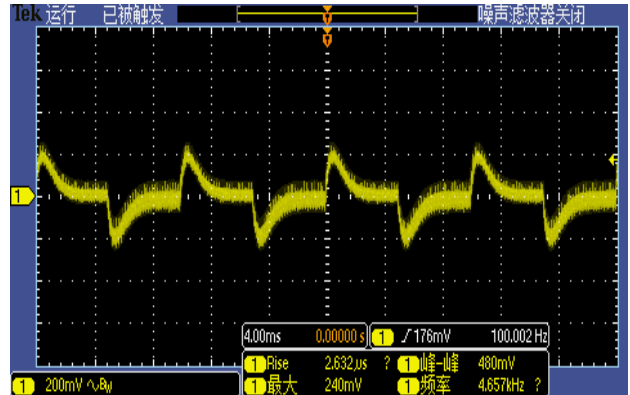 Tek 运行 已被触发 噪声滤波器关闭
1
4.00ms 0.00000 s 1 176mV 100.002 Hz
1 Rise 2.632µs ? 1 峰-峰 480mV
1 200mV BW 1 最大 240mV 1 频率 4.657kHz ?